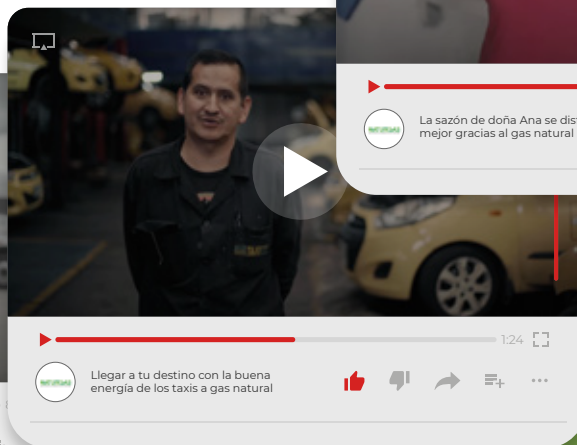 La sazón de doña Ana se dis
mejor gracias al gas natural
1:24
Llegar a tu destino con la buena
energía de los taxis a gas natural